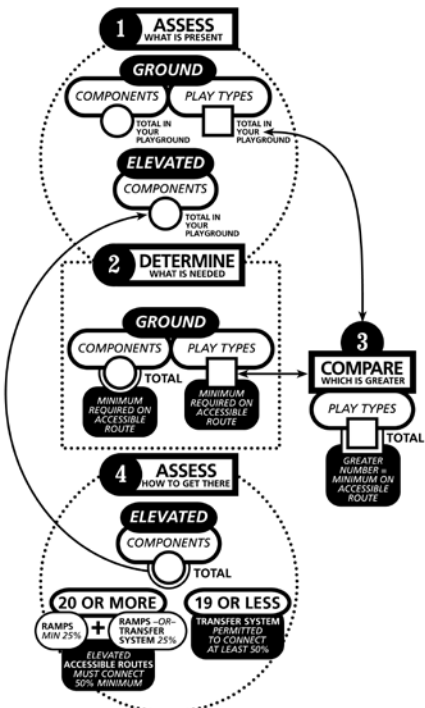 1 ASSESS
WHAT IS PRESENT
GROUND
COMPONENTS
PLAY TYPES
TOTAL IN
YOUR
PLAYGROUND
TOTAL IN
YOUR
PLAYGROUND
ELEVATED
COMPONENTS
TOTAL IN
YOUR
PLAYGROUND
2 DETERMINE
WHAT IS NEEDED
GROUND
COMPONENTS
PLAY TYPES
TOTAL
MINIMUM
REQUIRED ON
ACCESSIBLE
ROUTE
MINIMUM
REQUIRED ON
ACCESSIBLE
ROUTE
3
COMPARE
WHICH IS GREATER
PLAY TYPES
TOTAL
GREATER
NUMBER =
MINIMUM ON
ACCESSIBLE
ROUTE
4 ASSESS
HOW TO GET THERE
ELEVATED
COMPONENTS
TOTAL
20 OR MORE
RAMPS
MIN 25%
+
RAMPS –OR–
TRANSFER
SYSTEM 25%
ELEVATED
ACCESSIBLE ROUTES
MUST CONNECT
50% MINIMUM
19 OR LESS
TRANSFER SYSTEM
PERMITTED
TO CONNECT
AT LEAST 50%